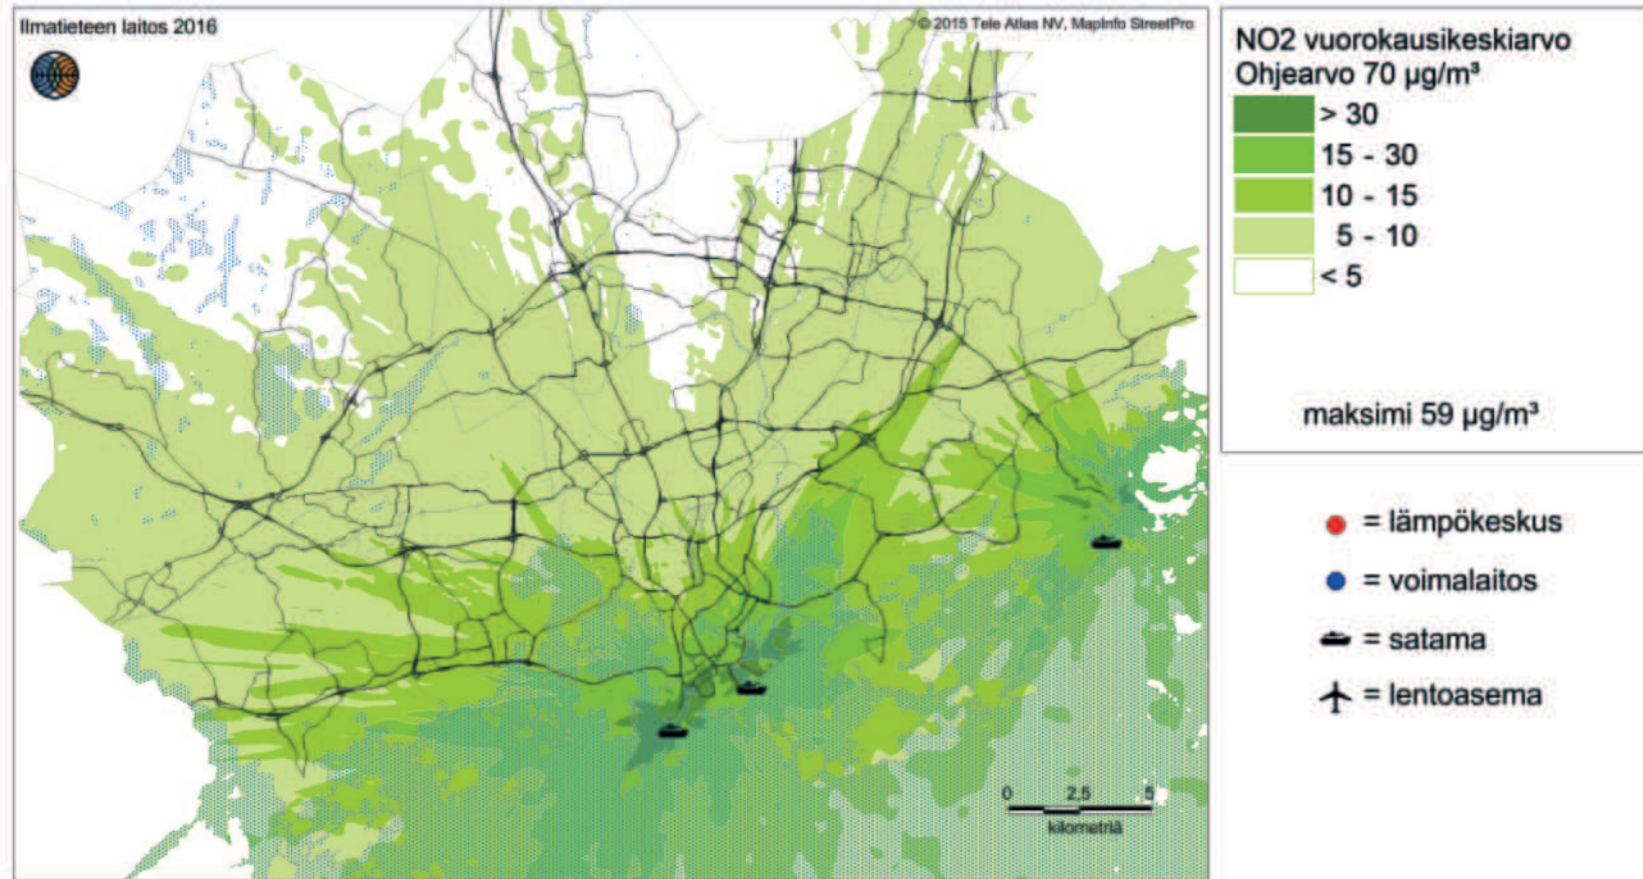 Ilmatieteen laitos 2016
© 2015 Tele Atlas NV, MapInfo StreetPro
NO2 vuorokausikeskiarvo
Ohjearvo 70 µg/m³
> 30
15 - 30
10 - 15
5 - 10
< 5
maksimi 59 µg/m³
= lämpökeskus
= voimalaitos
= satama
= lentoasema
0 2,5 5
kilometriä